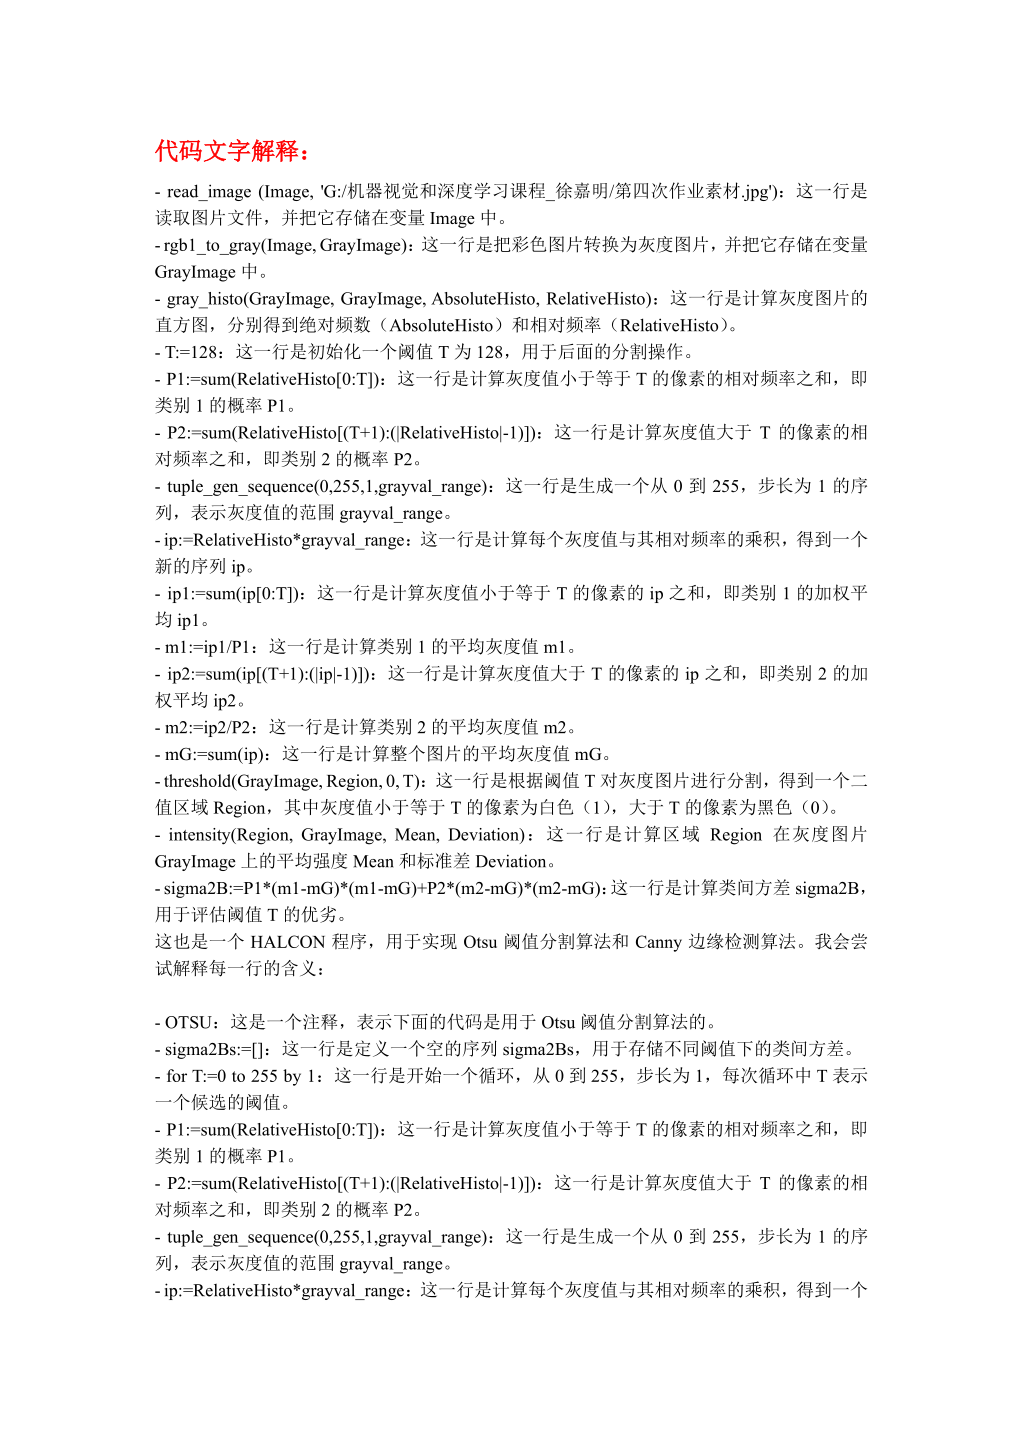 代码文字解释：
- read_image (Image, 'G:/机器视觉和深度学习课程_徐嘉明/第四次作业素材.jpg')：这一行是
读取图片文件，并把它存储在变量 Image 中。
- rgb1_to_gray(Image, GrayImage)：这一行是把彩色图片转换为灰度图片，并把它存储在变量
GrayImage 中。
- gray_histo(GrayImage, GrayImage, AbsoluteHisto, RelativeHisto)：这一行是计算灰度图片的
直方图，分别得到绝对频数（AbsoluteHisto）和相对频率（RelativeHisto）。
- T:=128：这一行是初始化一个阈值 T 为 128，用于后面的分割操作。
- P1:=sum(RelativeHisto[0:T])：这一行是计算灰度值小于等于 T 的像素的相对频率之和，即
类别 1 的概率 P1。
- P2:=sum(RelativeHisto[(T+1):(|RelativeHisto|-1)])：这一行是计算灰度值大于 T 的像素的相
对频率之和，即类别 2 的概率 P2。
- tuple_gen_sequence(0,255,1,grayval_range)：这一行是生成一个从 0 到 255，步长为 1 的序
列，表示灰度值的范围 grayval_range。
- ip:=RelativeHisto*grayval_range：这一行是计算每个灰度值与其相对频率的乘积，得到一个
新的序列 ip。
- ip1:=sum(ip[0:T])：这一行是计算灰度值小于等于 T 的像素的 ip 之和，即类别 1 的加权平
均 ip1。
- m1:=ip1/P1：这一行是计算类别 1 的平均灰度值 m1。
- ip2:=sum(ip[(T+1):(|ip|-1)])：这一行是计算灰度值大于 T 的像素的 ip 之和，即类别 2 的加
权平均 ip2。
- m2:=ip2/P2：这一行是计算类别 2 的平均灰度值 m2。
- mG:=sum(ip)：这一行是计算整个图片的平均灰度值 mG。
- threshold(GrayImage, Region, 0, T)：这一行是根据阈值 T 对灰度图片进行分割，得到一个二
值区域 Region，其中灰度值小于等于 T 的像素为白色（1），大于 T 的像素为黑色（0）。
- intensity(Region, GrayImage, Mean, Deviation)：这一行是计算区域 Region 在灰度图片
GrayImage 上的平均强度 Mean 和标准差 Deviation。
- sigma2B:=P1*(m1-mG)*(m1-mG)+P2*(m2-mG)*(m2-mG)：这一行是计算类间方差 sigma2B，
用于评估阈值 T 的优劣。
这也是一个 HALCON 程序，用于实现 Otsu 阈值分割算法和 Canny 边缘检测算法。我会尝
试解释每一行的含义：
- OTSU：这是一个注释，表示下面的代码是用于 Otsu 阈值分割算法的。
- sigma2Bs:=[]：这一行是定义一个空的序列 sigma2Bs，用于存储不同阈值下的类间方差。
- for T:=0 to 255 by 1：这一行是开始一个循环，从 0 到 255，步长为 1，每次循环中 T 表示
一个候选的阈值。
- P1:=sum(RelativeHisto[0:T])：这一行是计算灰度值小于等于 T 的像素的相对频率之和，即
类别 1 的概率 P1。
- P2:=sum(RelativeHisto[(T+1):(|RelativeHisto|-1)])：这一行是计算灰度值大于 T 的像素的相
对频率之和，即类别 2 的概率 P2。
- tuple_gen_sequence(0,255,1,grayval_range)：这一行是生成一个从 0 到 255，步长为 1 的序
列，表示灰度值的范围 grayval_range。
- ip:=RelativeHisto*grayval_range：这一行是计算每个灰度值与其相对频率的乘积，得到一个